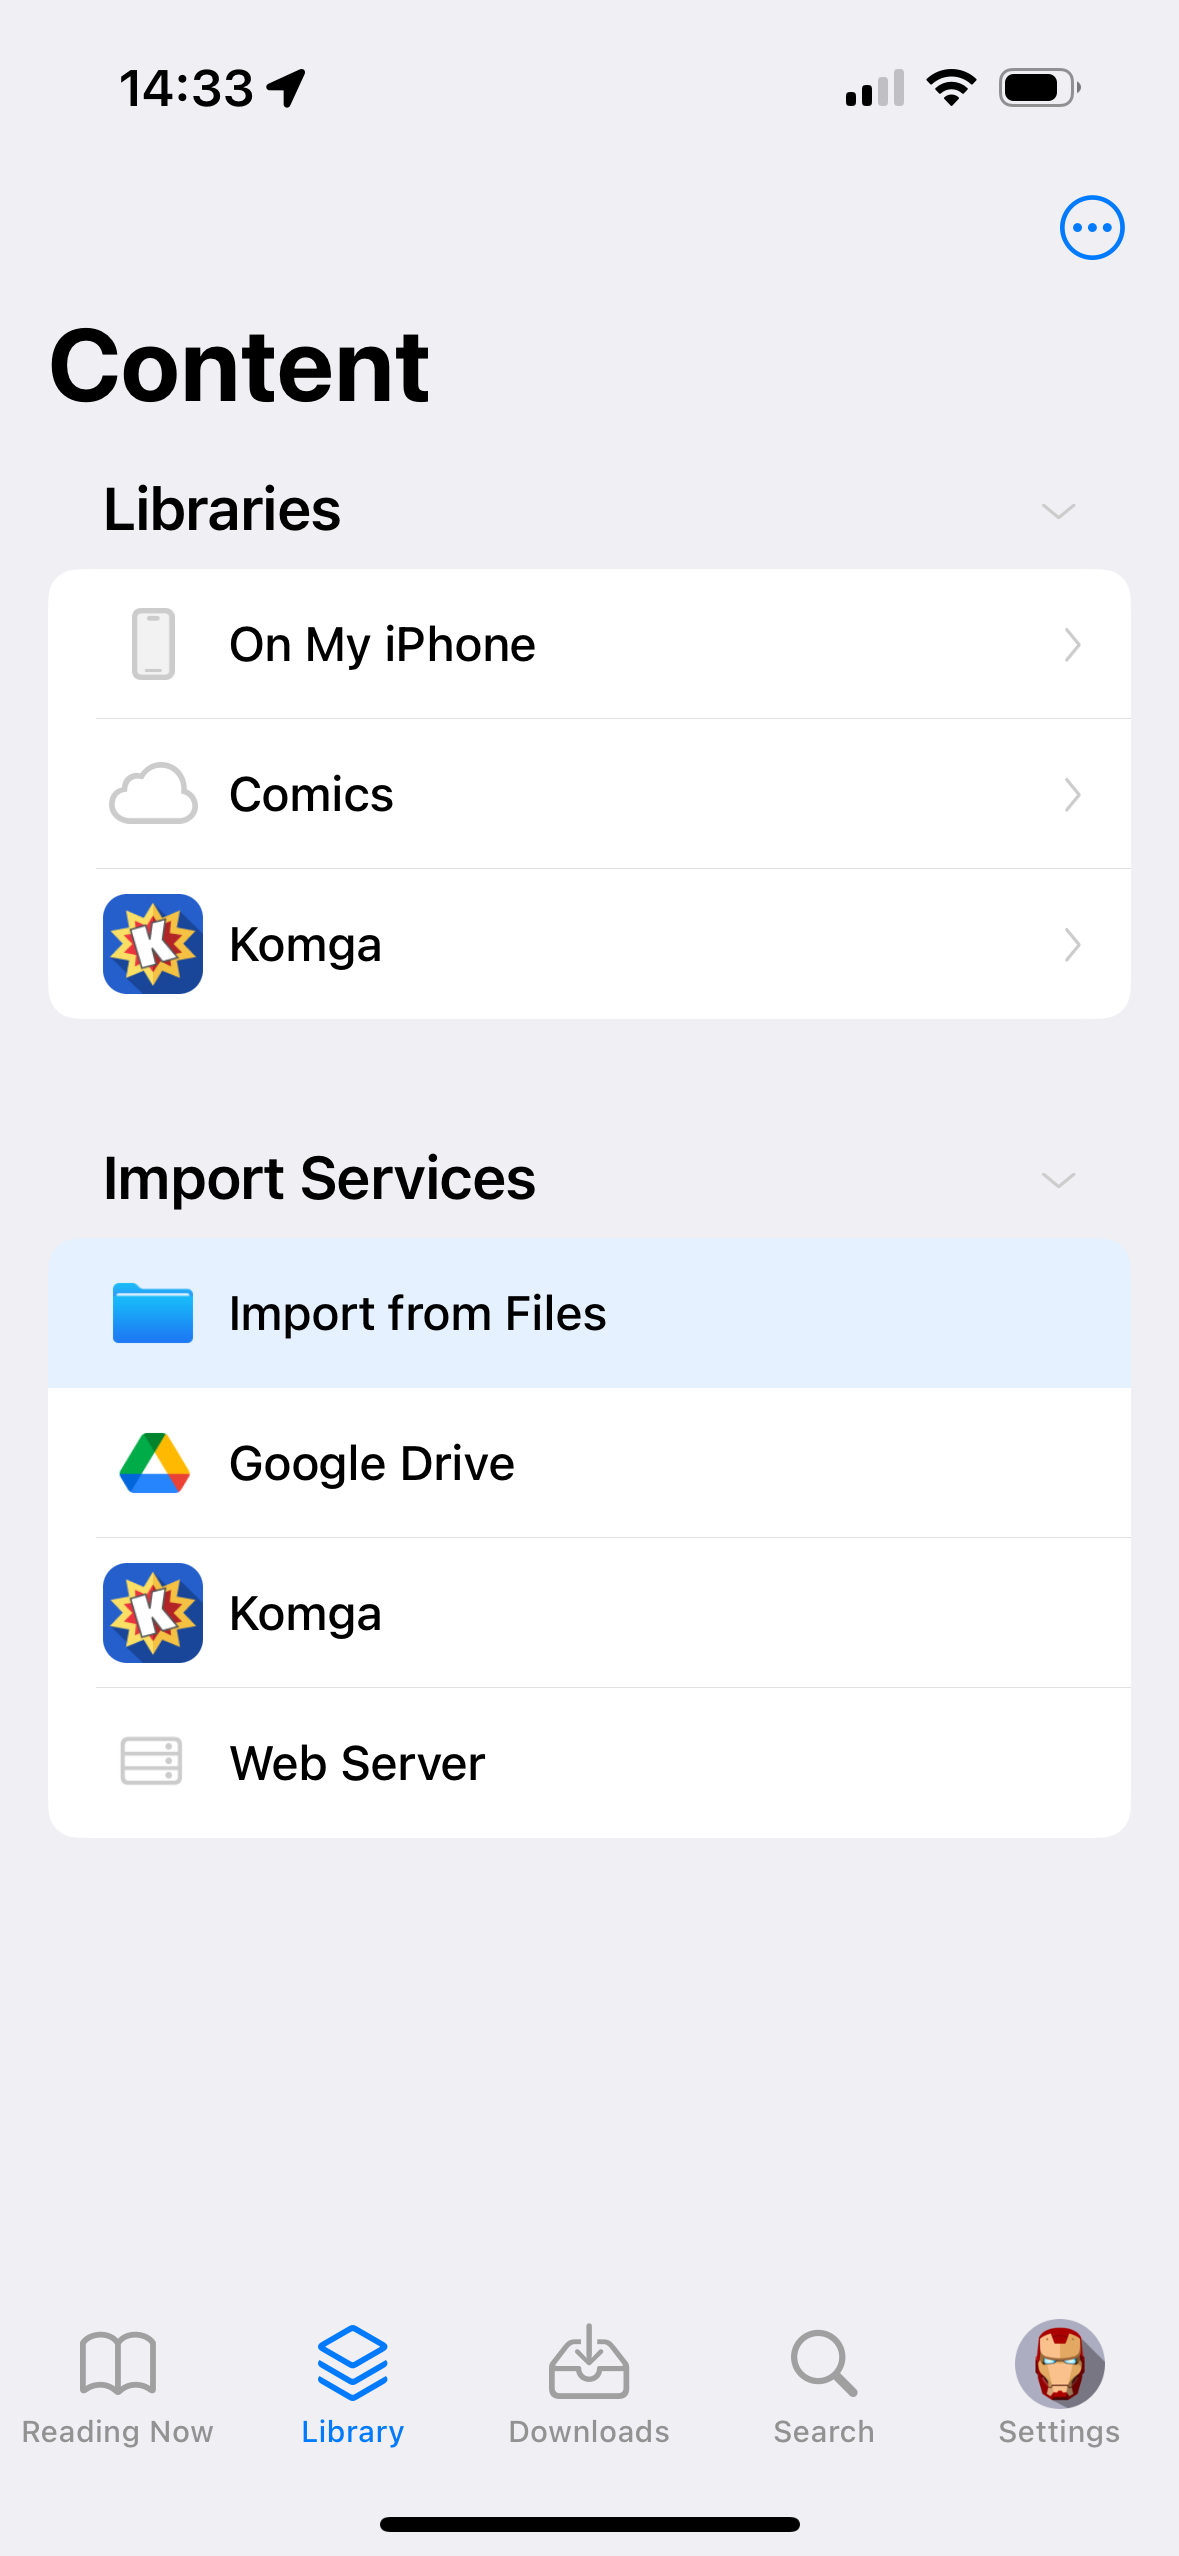 14:33
Content
Libraries
On My iPhone
Comics
K Komga
Import Services
Import from Files
Google Drive
K Komga
Web Server
Reading Now Library Downloads Search Settings